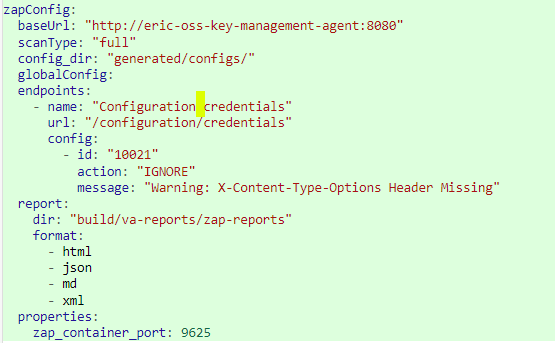 zapConfig:
  baseUrl: "http://eric-oss-key-management-agent:8080"
  scanType: "full"
  config_dir: "generated/configs/"
  globalConfig:
  endpoints:
    - name: "Configuration credentials"
      url: "/configuration/credentials"
      config:
        - id: "10021"
          action: "IGNORE"
          message: "Warning: X-Content-Type-Options Header Missing"
  report:
    dir: "build/va-reports/zap-reports"
    format:
      - html
      - json
      - md
      - xml
  properties:
    zap_container_port: 9625